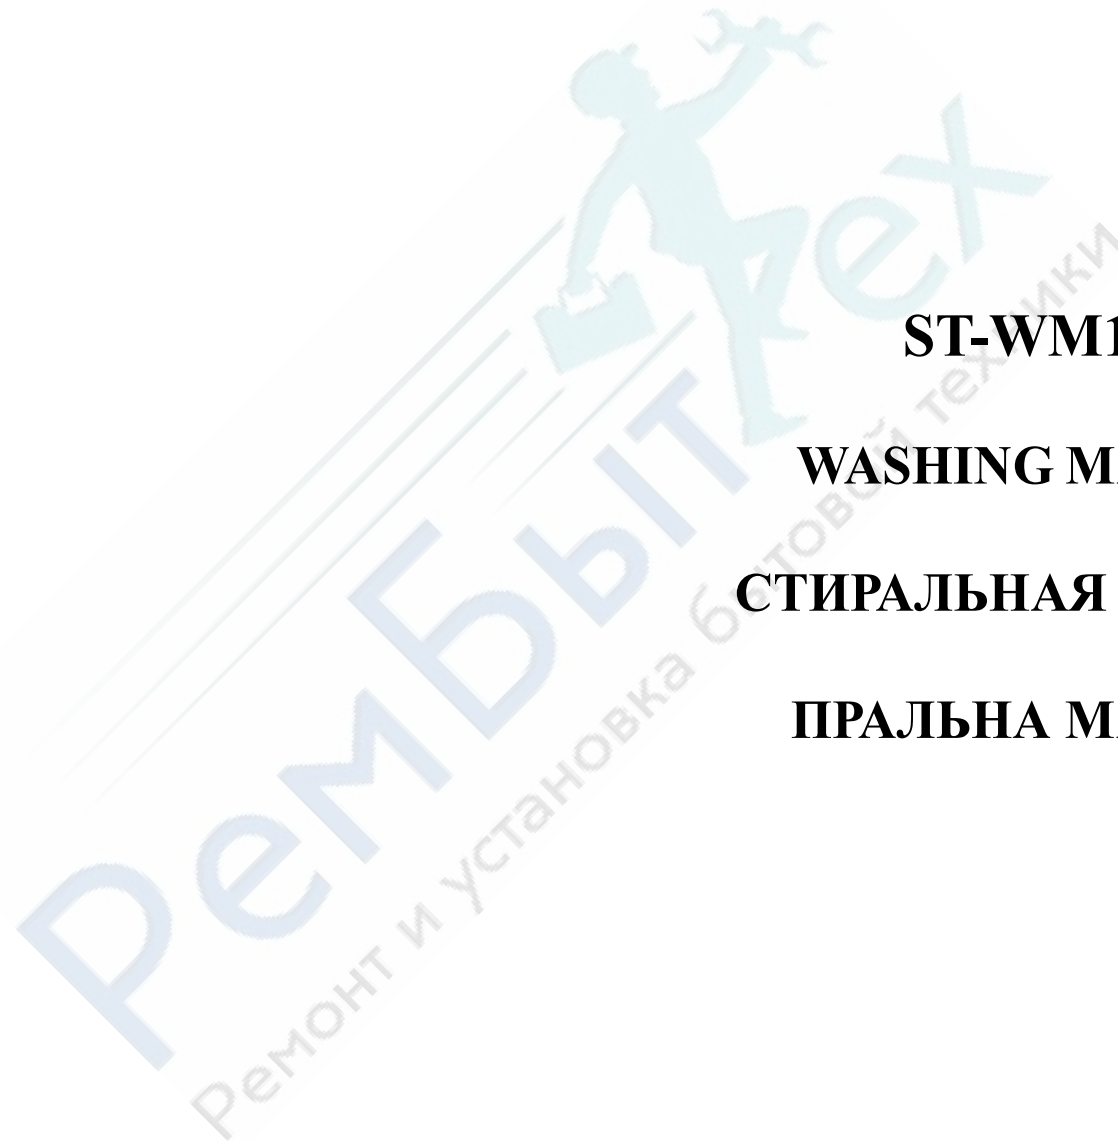 ST-WM1
WASHING M
СТИРАЛЬНАЯ
ПРАЛЬНА М
РемБытТех
Ремонт и установка бытовой техники